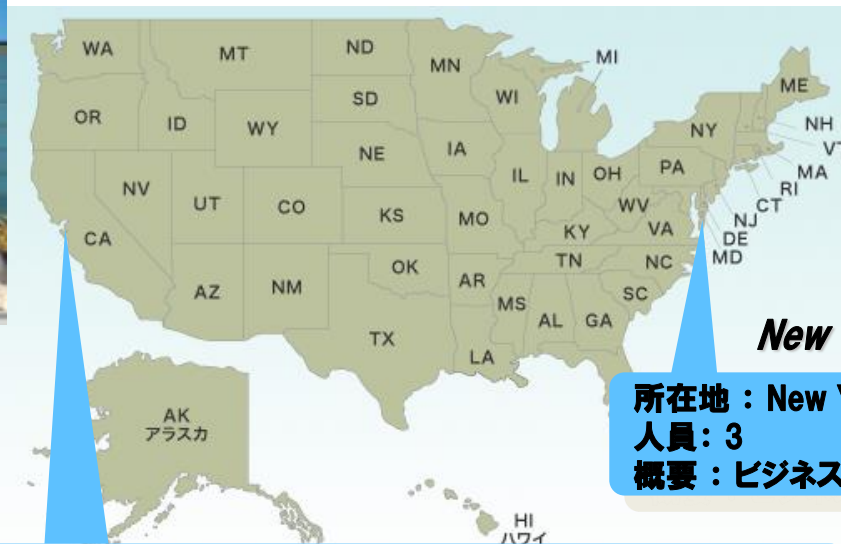 WA
MT
ND
MN
MI
ME
OR
ID
SD
WI
NY
NH
VT
WY
MA
NE
IA
RI
IL
IN
OH
PA
CT
NV
UT
CO
WV
NJ
KS
MO
KY
VA
DE
CA
MD
TN
NC
OK
AR
AZ
NM
SC
MS
AL
GA
TX
LA
New
所在地:New
人員:3
概要:ビジネス
AK
アラスカ
HI
ハワイ